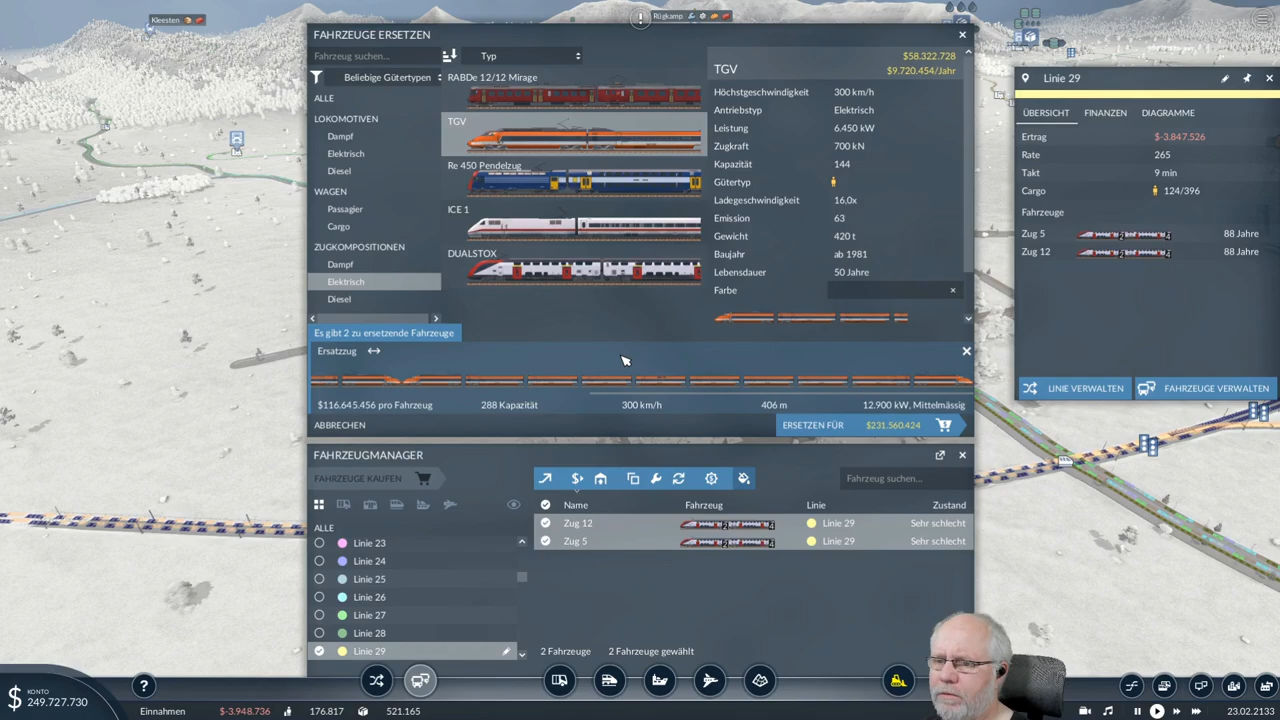 Kleesten
Rügkamp
FAHRZEUGE ERSETZEN
Fahrzeug suchen...
Typ
Beliebige Gütertypen
ALLE
LOKOMOTIVEN
Dampf
Elektrisch
Diesel
WAGEN
Passagier
Cargo
ZUGKOMPOSITIONEN
Dampf
Elektrisch
Diesel
RABDe 12/12 Mirage
TGV
Re 450 Pendelzug
ICE 1
DUALSTOX
$58.322.728
TGV
$9.720.454/Jahr
Höchstgeschwindigkeit 300 km/h
Antriebstyp Elektrisch
Leistung 6.450 kW
Zugkraft 700 kN
Kapazität 144
Gütertyp
Ladegeschwindigkeit 16,0x
Emission 63
Gewicht 420 t
Baujahr ab 1981
Lebensdauer 50 Jahre
Farbe
Es gibt 2 zu ersetzende Fahrzeuge
Ersatzzug
$116.645.456 pro Fahrzeug 288 Kapazität 300 km/h 406 m 12.900 kW, Mittelmässig
ABBRECHEN
ERSETZEN FÜR $231.560.424
FAHRZEUGMANAGER
FAHRZEUGE KAUFEN
Fahrzeug suchen...
ALLE
Linie 23
Linie 24
Linie 25
Linie 26
Linie 27
Linie 28
Linie 29
Name Fahrzeug Linie Zustand
Zug 12 2 4 Linie 29 Sehr schlecht
Zug 5 2 4 Linie 29 Sehr schlecht
2 Fahrzeuge 2 Fahrzeuge gewählt
Linie 29
ÜBERSICHT FINANZEN DIAGRAMME
Ertrag $-3.847.526
Rate 265
Takt 9 min
Cargo 124/396
Fahrzeuge
Zug 5 2 4 88 Jahre
Zug 12 2 4 88 Jahre
LINIE VERWALTEN
FAHRZEUGE VERWALTEN
$ KONTO
249.727.730
?
Einnahmen $-3.948.736 176.817 521.165
23.02.2133